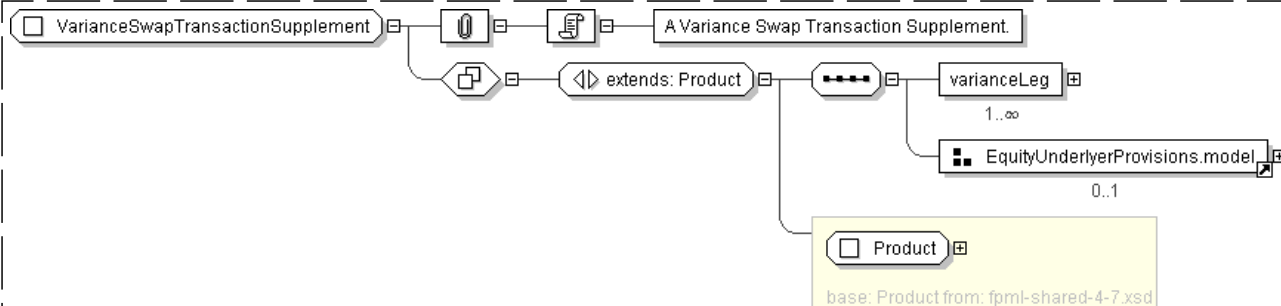 VarianceSwapTransactionSupplement
A Variance Swap Transaction Supplement.
extends: Product
varianceLeg
1..∞
EquityUnderlyerProvisions.model
0..1
Product
base: Product from: fpml-shared-4-7.xsd